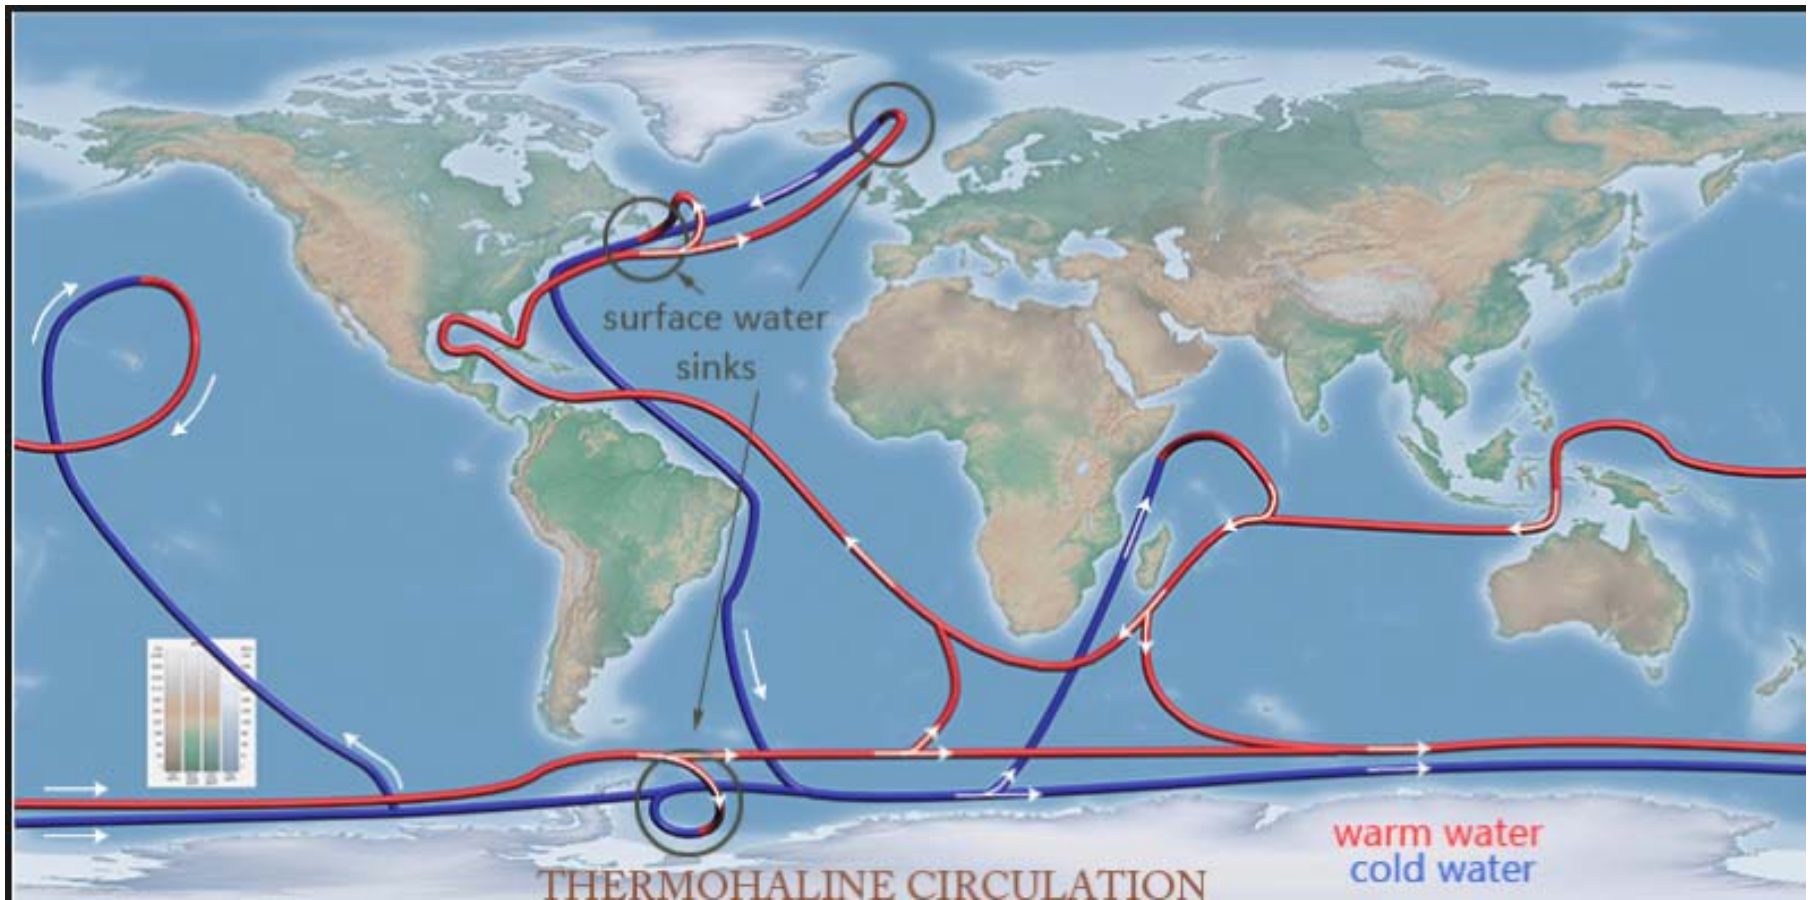 surface water
sinks
warm water
cold water
THERMOHALINE CIRCULATION